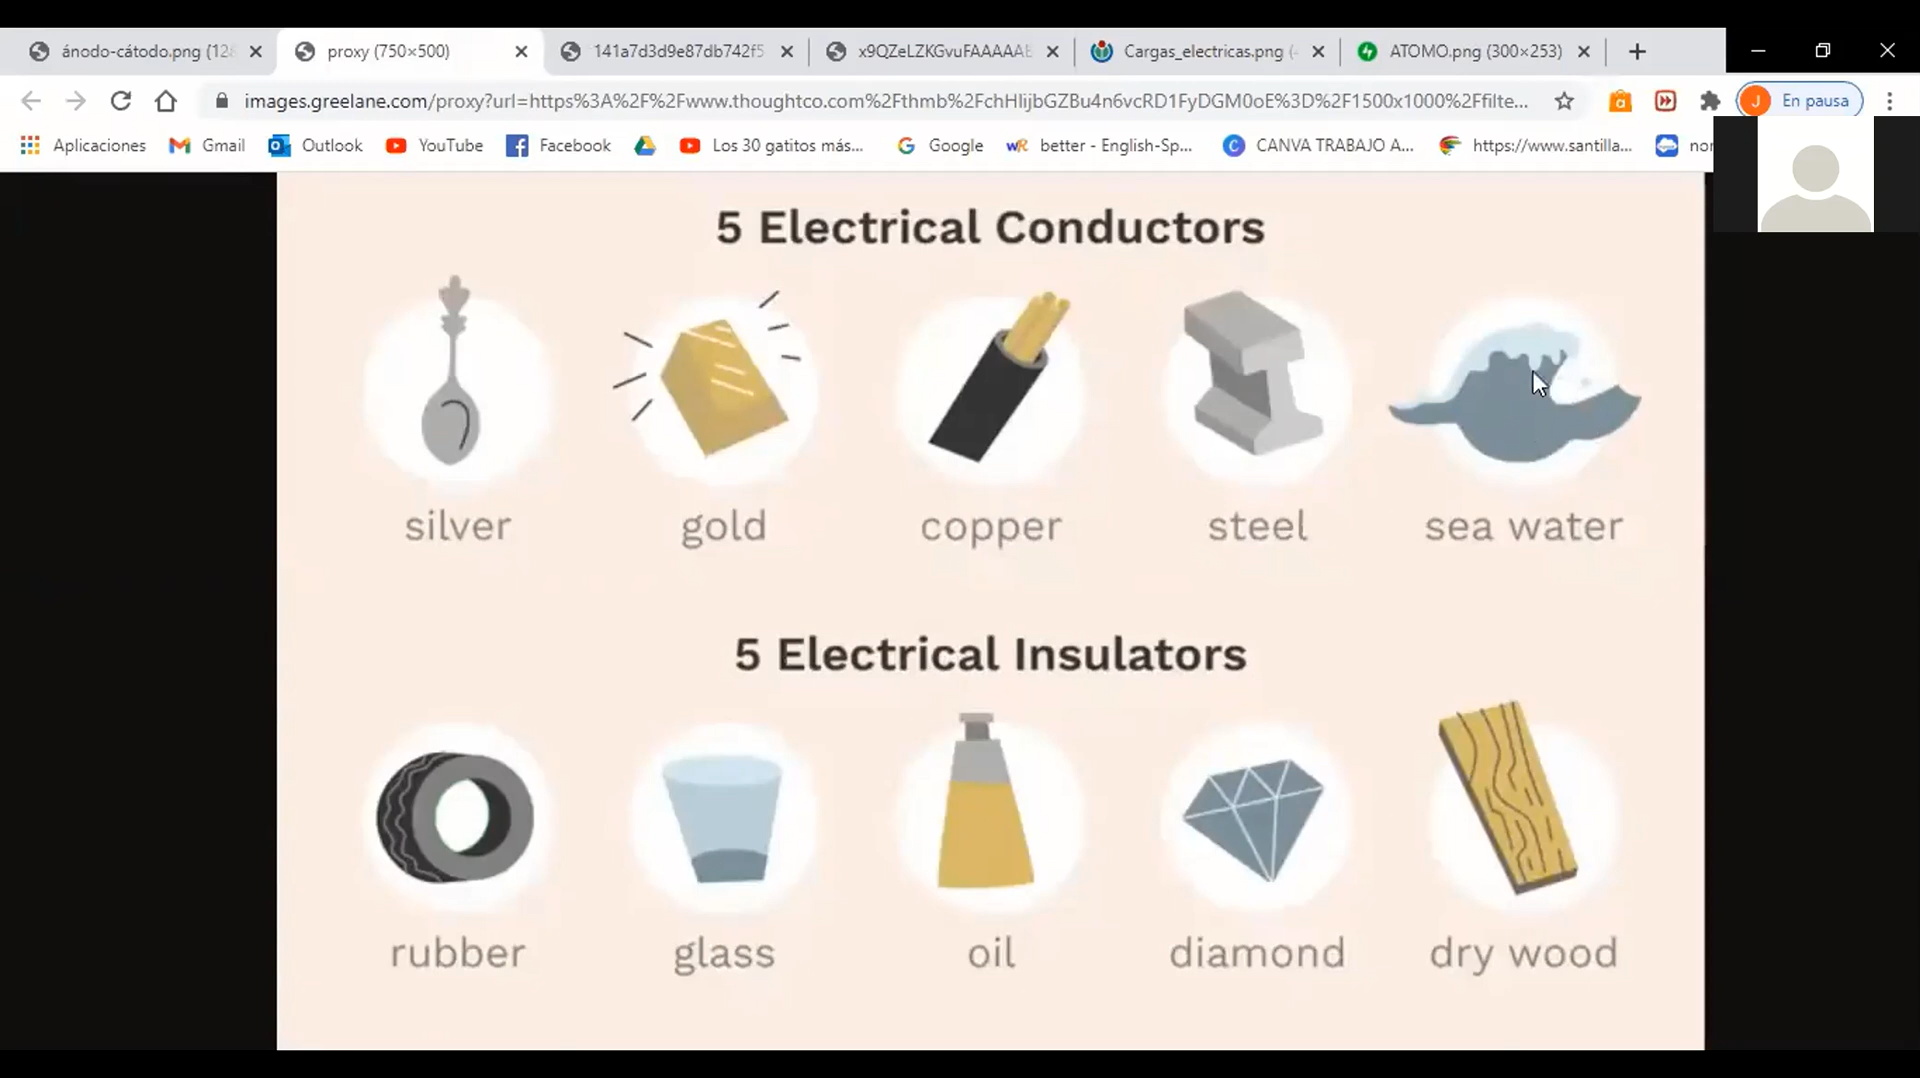 ánodo-cátodo.png (128
proxy (750×500)
141a7d3d9e87db742f5
x9QZeLZKGvuFAAAAAE
Cargas_electricas.png (
ATOMO.png (300×253)
images.greelane.com/proxy?url=https%3A%2F%2Fwww.thoughtco.com%2Fthmb%2FchHlijbGZBu4n6vcRD1FyDGM0oE%3D%2F1500x1000%2Ffilte...
J
En pausa
Aplicaciones
Gmail
Outlook
YouTube
Facebook
Los 30 gatitos más...
Google
better - English-Sp...
CANVA TRABAJO A...
https://www.santilla...
nor
5 Electrical Conductors
silver
gold
copper
steel
sea water
5 Electrical Insulators
rubber
glass
oil
diamond
dry wood